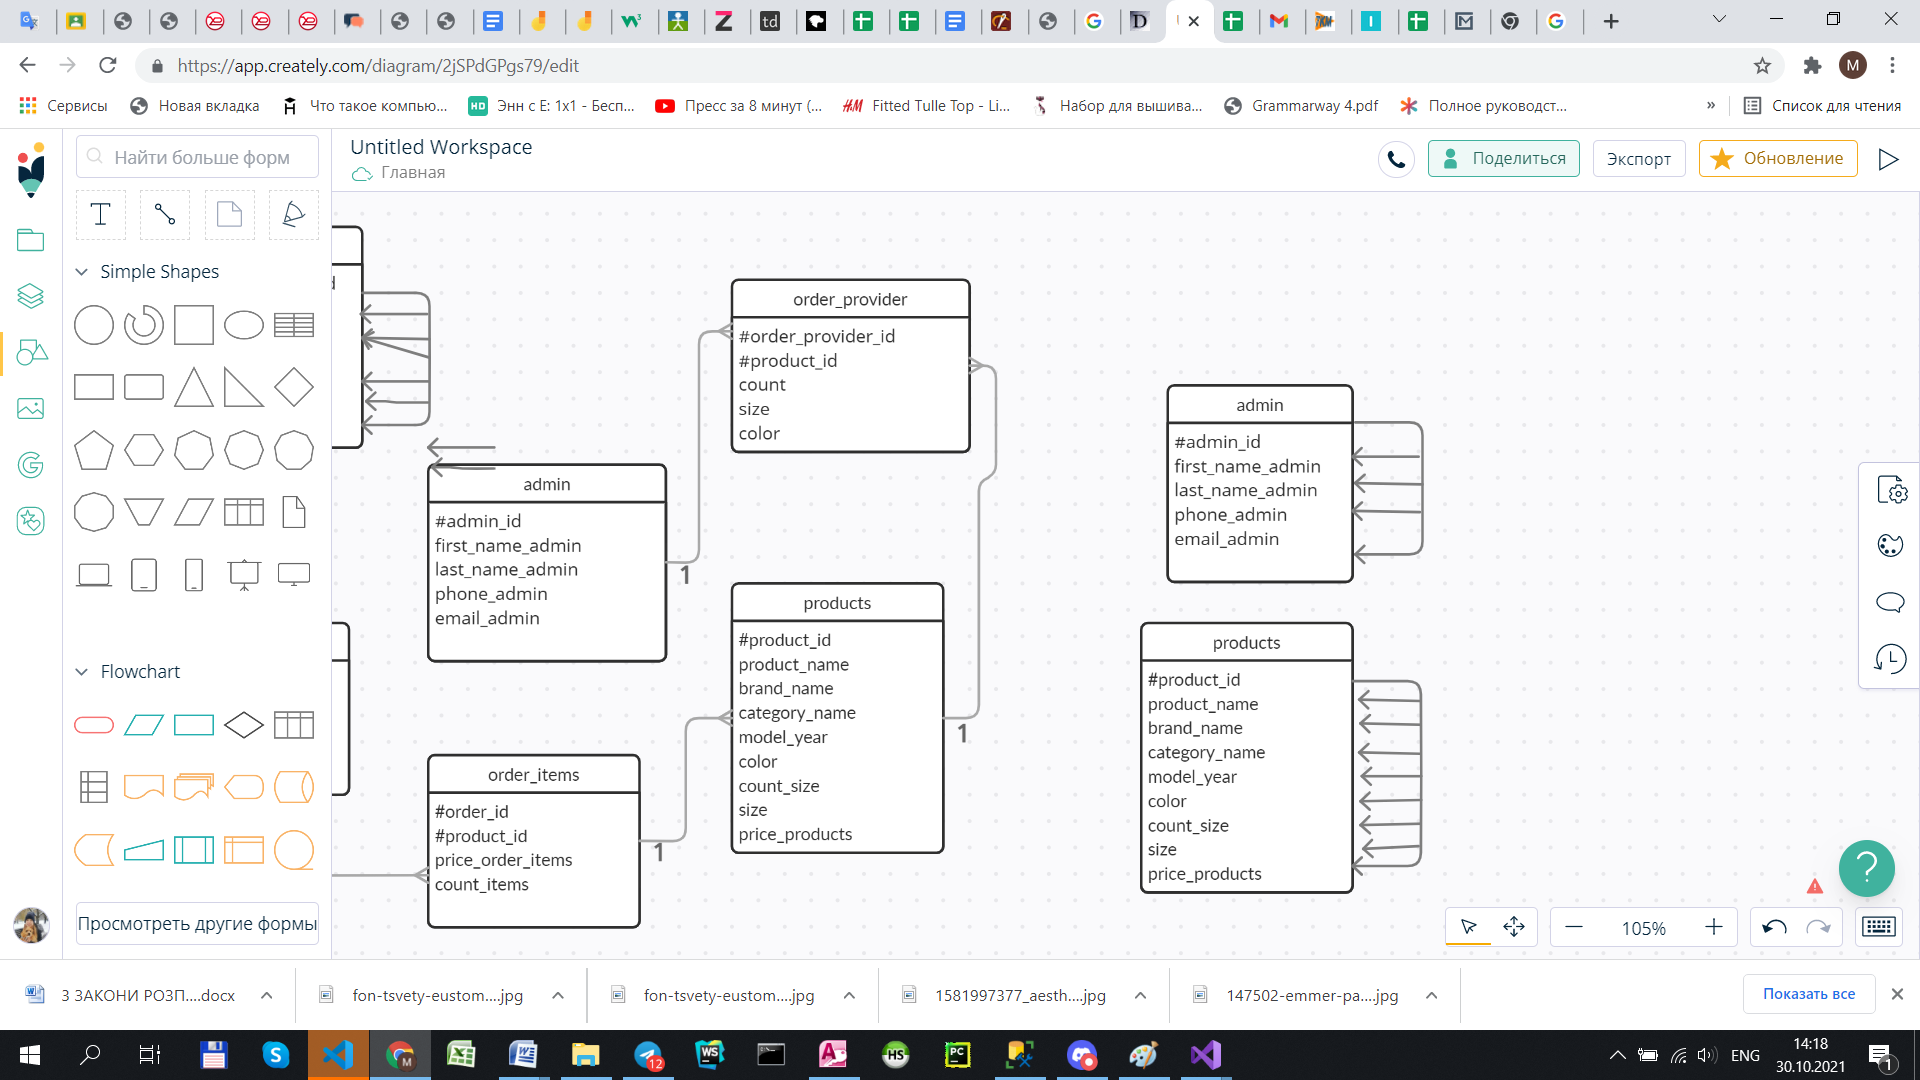 https://app.creately.com/diagram/2jSPdGPgs79/edit
M
Сервисы
Новая вкладка
Что такое компью...
Энн с Е: 1x1 - Бесп...
Пресс за 8 минут (...
Fitted Tulle Top - Li...
Набор для вышива...
Grammarway 4.pdf
Полное руководст...
»
Список для чтения
Найти больше форм
Untitled Workspace
Главная
Поделиться
Экспорт
Обновление
T
Simple Shapes
Flowchart
Просмотреть другие формы
d
order_provider
#order_provider_id
#product_id
count
size
color
admin
#admin_id
first_name_admin
last_name_admin
phone_admin
email_admin
1
products
#product_id
product_name
brand_name
category_name
model_year
color
count_size
size
price_products
1
order_items
#order_id
#product_id
price_order_items
count_items
1
admin
#admin_id
first_name_admin
last_name_admin
phone_admin
email_admin
products
#product_id
product_name
brand_name
category_name
model_year
color
count_size
size
price_products
?
105%
3 ЗАКОНИ РОЗП....docx
fon-tsvety-eustom....jpg
fon-tsvety-eustom....jpg
1581997377_aesth....jpg
147502-emmer-pa....jpg
Показать все
12
ENG
14:18
30.10.2021
1